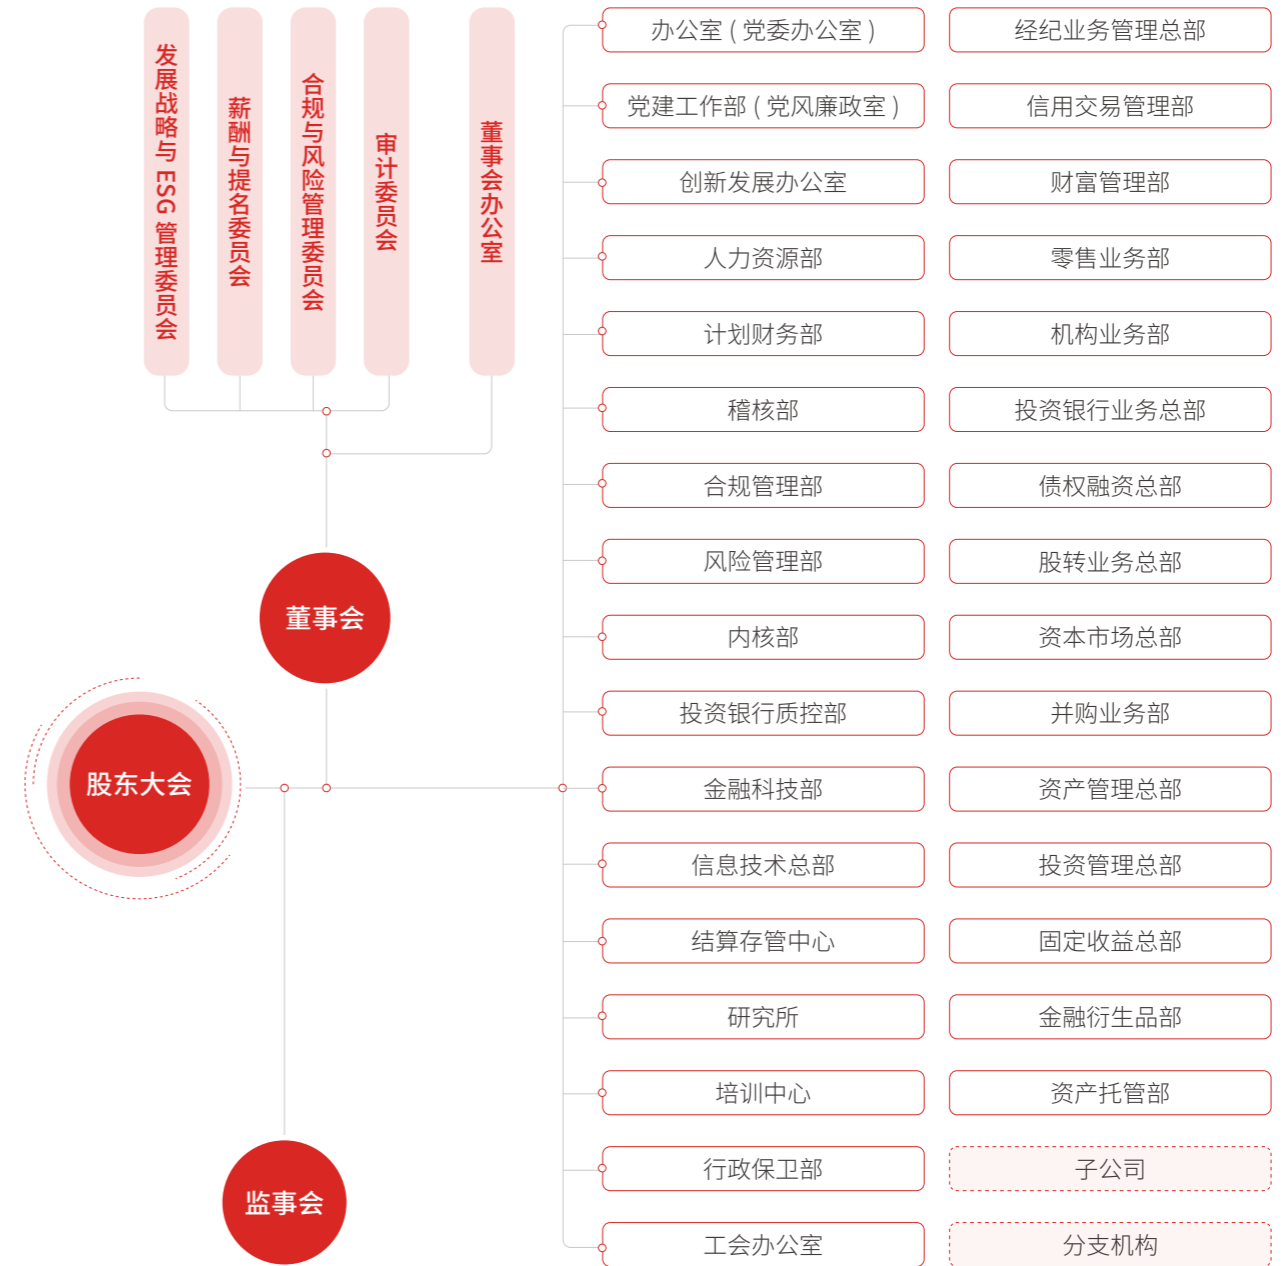 发展战略与 ESG 管理委员会
薪酬与提名委员会
合规与风险管理委员会
审计委员会
董事会办公室
董事会
股东大会
监事会
办公室 ( 党委办公室 )
党建工作部 ( 党风廉政室 )
创新发展办公室
人力资源部
计划财务部
稽核部
合规管理部
风险管理部
内核部
投资银行质控部
金融科技部
信息技术总部
结算存管中心
研究所
培训中心
行政保卫部
工会办公室
经纪业务管理总部
信用交易管理部
财富管理部
零售业务部
机构业务部
投资银行业务总部
债权融资总部
股转业务总部
资本市场总部
并购业务部
资产管理总部
投资管理总部
固定收益总部
金融衍生品部
资产托管部
子公司
分支机构